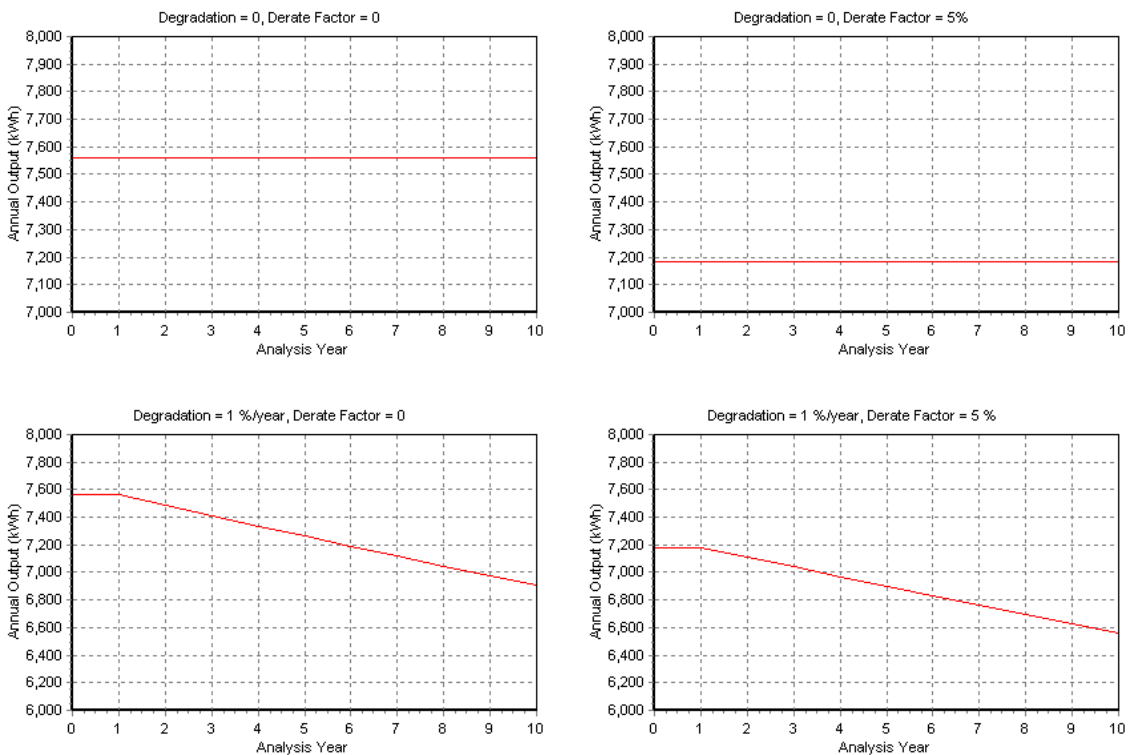 Degradation = 0, Derate Factor = 0
8,000
7,900
7,800
7,700
7,600
7,500
7,400
7,300
7,200
7,100
7,000
Annual Output (kWh)
0 1 2 3 4 5 6 7 8 9 10
Analysis Year
Degradation = 0, Derate Factor = 5%
8,000
7,900
7,800
7,700
7,600
7,500
7,400
7,300
7,200
7,100
7,000
Annual Output (kWh)
0 1 2 3 4 5 6 7 8 9 10
Analysis Year
Degradation = 1 %/year, Derate Factor = 0
8,000
7,800
7,600
7,400
7,200
7,000
6,800
6,600
6,400
6,200
6,000
Annual Output (kWh)
0 1 2 3 4 5 6 7 8 9 10
Analysis Year
Degradation = 1 %/year, Derate Factor = 5 %
8,000
7,800
7,600
7,400
7,200
7,000
6,800
6,600
6,400
6,200
6,000
Annual Output (kWh)
0 1 2 3 4 5 6 7 8 9 10
Analysis Year